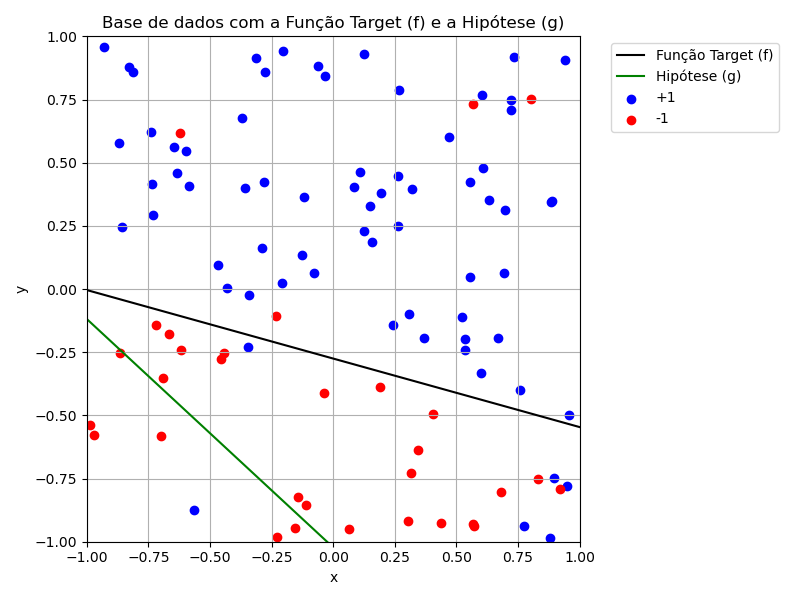 Base de dados com a Função Target (f) e a Hipótese (g)
Função Target (f)
Hipótese (g)
+1
-1
y
1.00
0.75
0.50
0.25
0.00
−0.25
−0.50
−0.75
−1.00
−1.00 −0.75 −0.50 −0.25 0.00 0.25 0.50 0.75 1.00
x